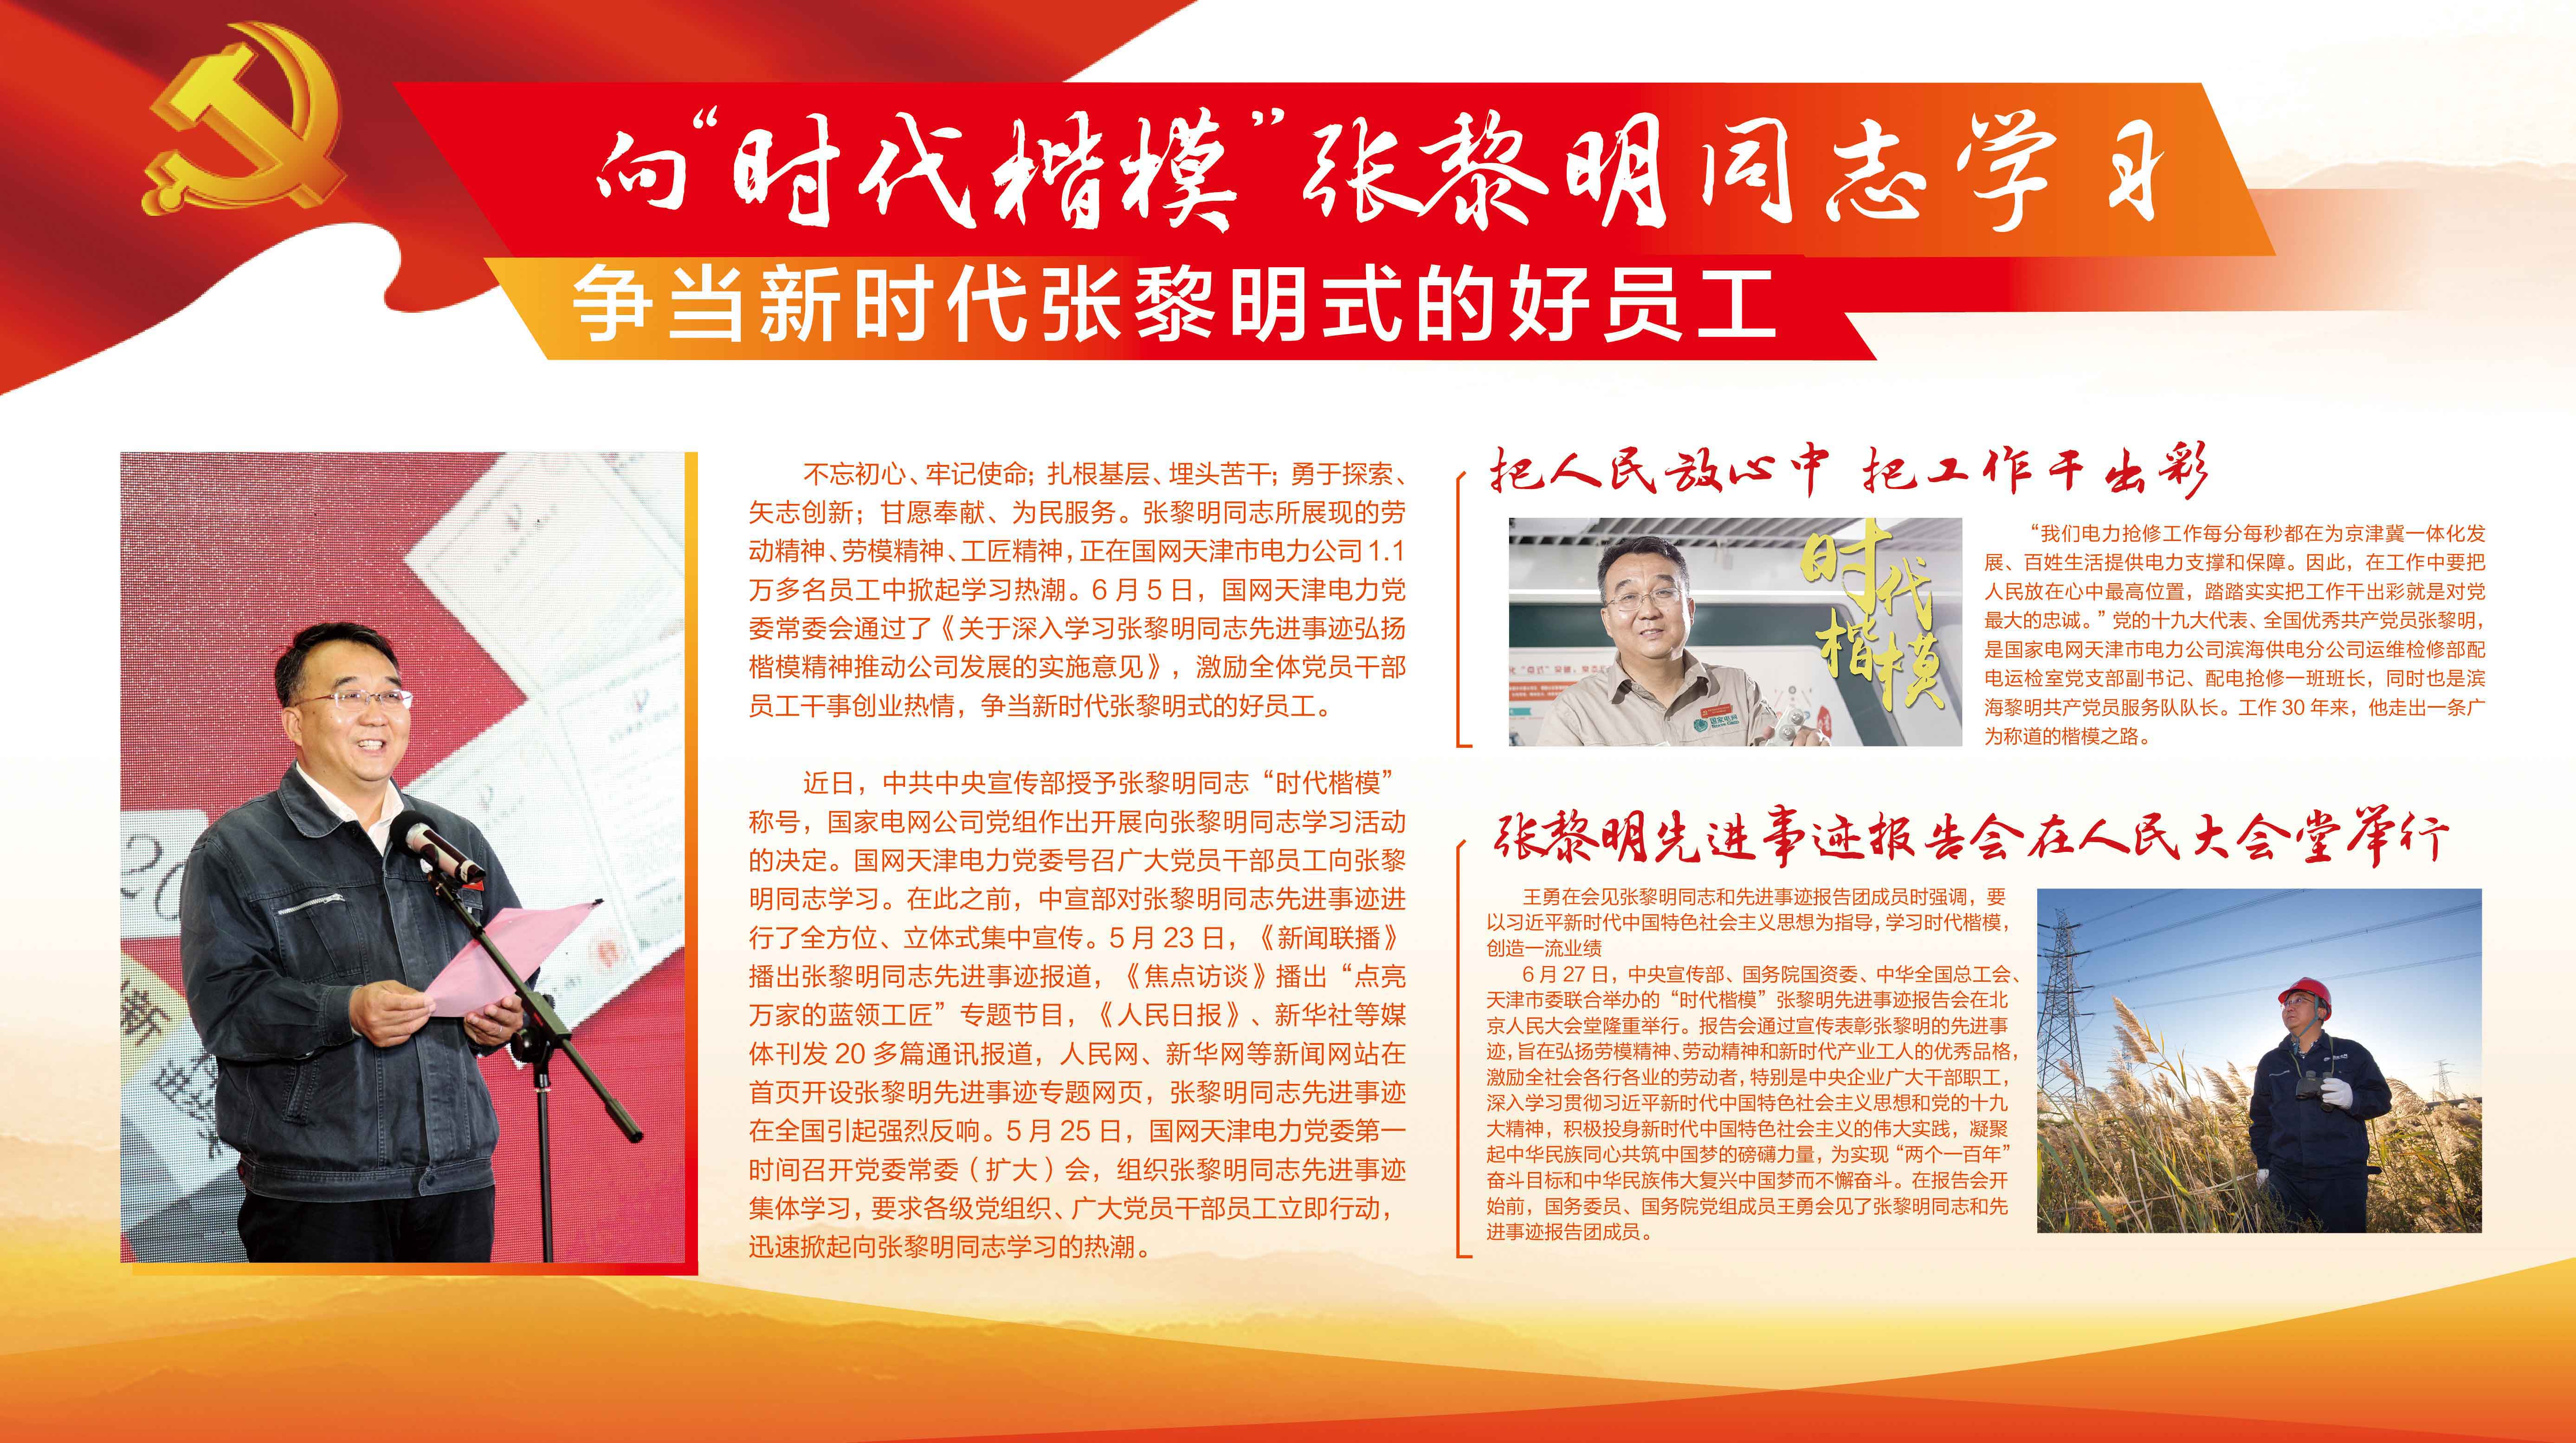 向“时代楷模”张黎明同志学习
争当新时代张黎明式的好员工
不忘初心、牢记使命；扎根基层、埋头苦干；勇于探索、
矢志创新；甘愿奉献、为民服务。张黎明同志所展现的劳
动精神、劳模精神、工匠精神，正在国网天津市电力公司 1.1
万多名员工中掀起学习热潮。6 月 5 日，国网天津电力党
委常委会通过了《关于深入学习张黎明同志先进事迹弘扬
楷模精神推动公司发展的实施意见》，激励全体党员干部
员工干事创业热情，争当新时代张黎明式的好员工。
近日，中共中央宣传部授予张黎明同志“时代楷模”
称号，国家电网公司党组作出开展向张黎明同志学习活动
的决定。国网天津电力党委号召广大党员干部员工向张黎
明同志学习。在此之前，中宣部对张黎明同志先进事迹进
行了全方位、立体式集中宣传。5 月 23 日，《新闻联播》
播出张黎明同志先进事迹报道，《焦点访谈》播出“点亮
万家的蓝领工匠”专题节目，《人民日报》、新华社等媒
体刊发 20 多篇通讯报道，人民网、新华网等新闻网站在
首页开设张黎明先进事迹专题网页，张黎明同志先进事迹
在全国引起强烈反响。5 月 25 日，国网天津电力党委第一
时间召开党委常委（扩大）会，组织张黎明同志先进事迹
集体学习，要求各级党组织、广大党员干部员工立即行动，
迅速掀起向张黎明同志学习的热潮。
把人民放心中 把工作干出彩
时代
楷模
国家电网
“我们电力抢修工作每分每秒都在为京津冀一体化发
展、百姓生活提供电力支撑和保障。因此，在工作中要把
人民放在心中最高位置，踏踏实实把工作干出彩就是对党
最大的忠诚。”党的十九大代表、全国优秀共产党员张黎明，
是国家电网天津市电力公司滨海供电分公司运维检修部配
电运检室党支部副书记、配电抢修一班班长，同时也是滨
海黎明共产党员服务队队长。工作 30 年来，他走出一条广
为称道的楷模之路。
张黎明先进事迹报告会在人民大会堂举行
王勇在会见张黎明同志和先进事迹报告团成员时强调，要
以习近平新时代中国特色社会主义思想为指导，学习时代楷模，
创造一流业绩
6 月 27 日，中央宣传部、国务院国资委、中华全国总工会、
天津市委联合举办的“时代楷模”张黎明先进事迹报告会在北
京人民大会堂隆重举行。报告会通过宣传表彰张黎明的先进事
迹，旨在弘扬劳模精神、劳动精神和新时代产业工人的优秀品格，
激励全社会各行各业的劳动者，特别是中央企业广大干部职工，
深入学习贯彻习近平新时代中国特色社会主义思想和党的十九
大精神，积极投身新时代中国特色社会主义的伟大实践，凝聚
起中华民族同心共筑中国梦的磅礴力量，为实现“两个一百年”
奋斗目标和中华民族伟大复兴中国梦而不懈奋斗。在报告会开
始前，国务委员、国务院党组成员王勇会见了张黎明同志和先
进事迹报告团成员。